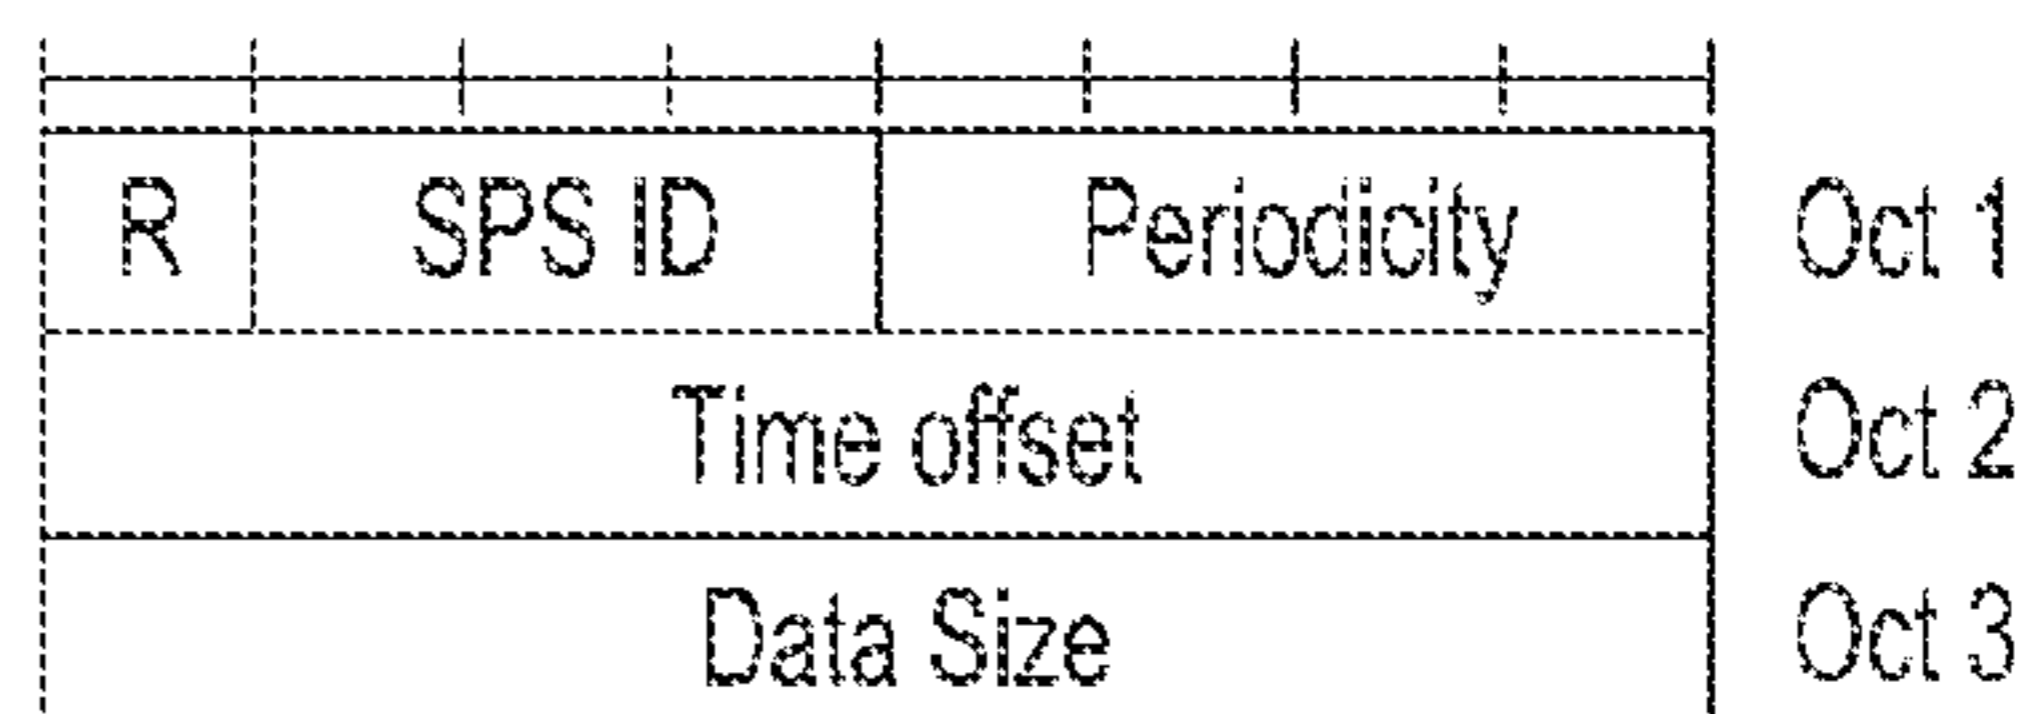 R SPS ID Periodicity Oct 1
Time offset Oct 2
Data Size Oct 3